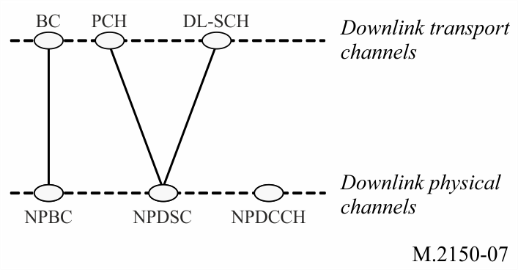 BC PCH DL-SCH
Downlink transport
channels
NPBC NPDSC NPDCCH
Downlink physical
channels
M.2150-07